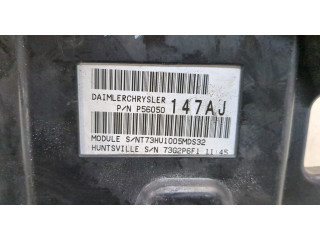 DAIMLERCHRYSLER
P/N P56050 147AJ
MODULE S/NT73HU1005MDS32
HUNTSVILLE S/N 73G2P6F1 11:45